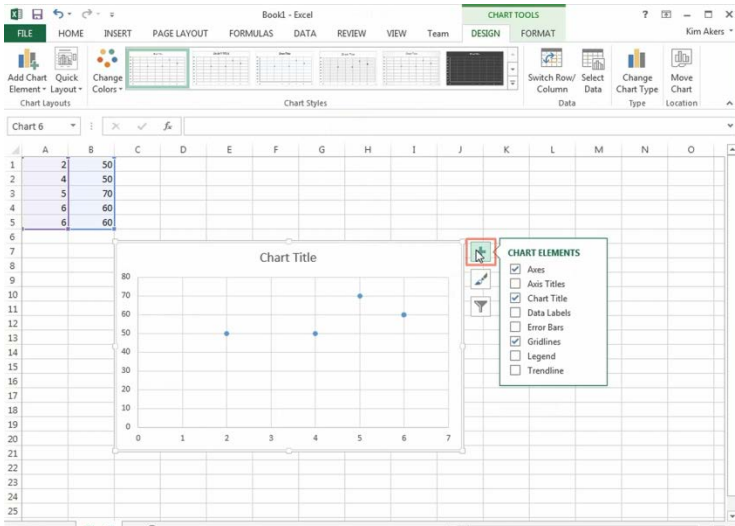 Book1 - Excel
CHART TOOLS
FILE HOME INSERT PAGE LAYOUT FORMULAS DATA REVIEW VIEW Team DESIGN FORMAT Kim Akers
Add Chart Element
Quick Layout
Change Colors
Switch Row/ Column
Select Data
Change Chart Type
Move Chart
Chart Layouts Chart Styles Data Type Location
Chart 6 fx
A B C D E F G H I J K L M N O
1 2 50
2 4 50
3 5 70
4 6 60
5 6 60
6
7
8
9
10
11
12
13
14
15
16
17
18
19
20
21
22
23
24
25
Chart Title
80
70
60
50
40
30
20
10
0
0 1 2 3 4 5 6 7
CHART ELEMENTS
Axes
Axis Titles
Chart Title
Data Labels
Error Bars
Gridlines
Legend
Trendline